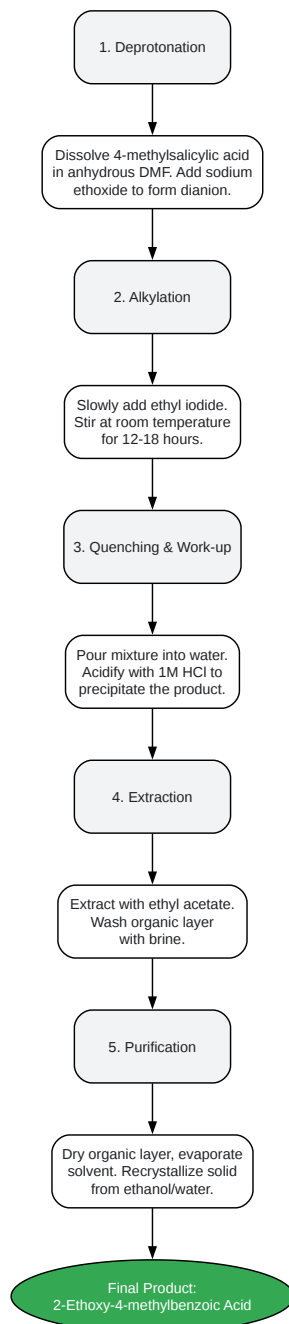 1. Deprotonation
Dissolve 4-methylsalicylic acid
in anhydrous DMF. Add sodium
ethoxide to form dianion.
2. Alkylation
Slowly add ethyl iodide.
Stir at room temperature
for 12-18 hours.
3. Quenching & Work-up
Pour mixture into water.
Acidify with 1M HCl to
precipitate the product.
4. Extraction
Extract with ethyl acetate.
Wash organic layer
with brine.
5. Purification
Dry organic layer, evaporate
solvent. Recrystallize solid
from ethanol/water.
Final Product:
2-Ethoxy-4-methylbenzoic Acid